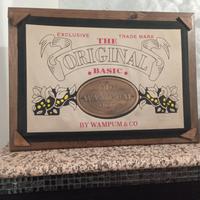 EXCLUSIVE TRADE MARK
THE
ORIGINAL
BASIC
BY WAMPUM & CO